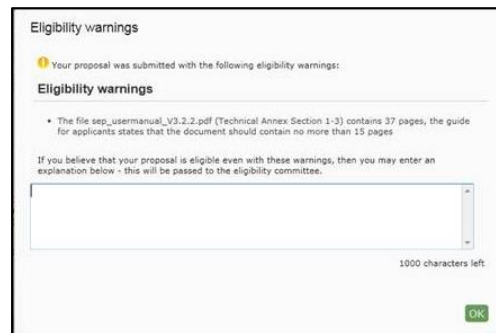 Eligibility warnings
Your proposal was submitted with the following eligibility warnings:
Eligibility warnings
• The file sep_usermanual_V3.2.2.pdf (Technical Annex Section 1-3) contains 37 pages, the guide
for applicants states that the document should contain no more than 15 pages
If you believe that your proposal is eligible even with these warnings, then you may enter an
explanation below - this will be passed to the eligibility committee.
1000 characters left
OK